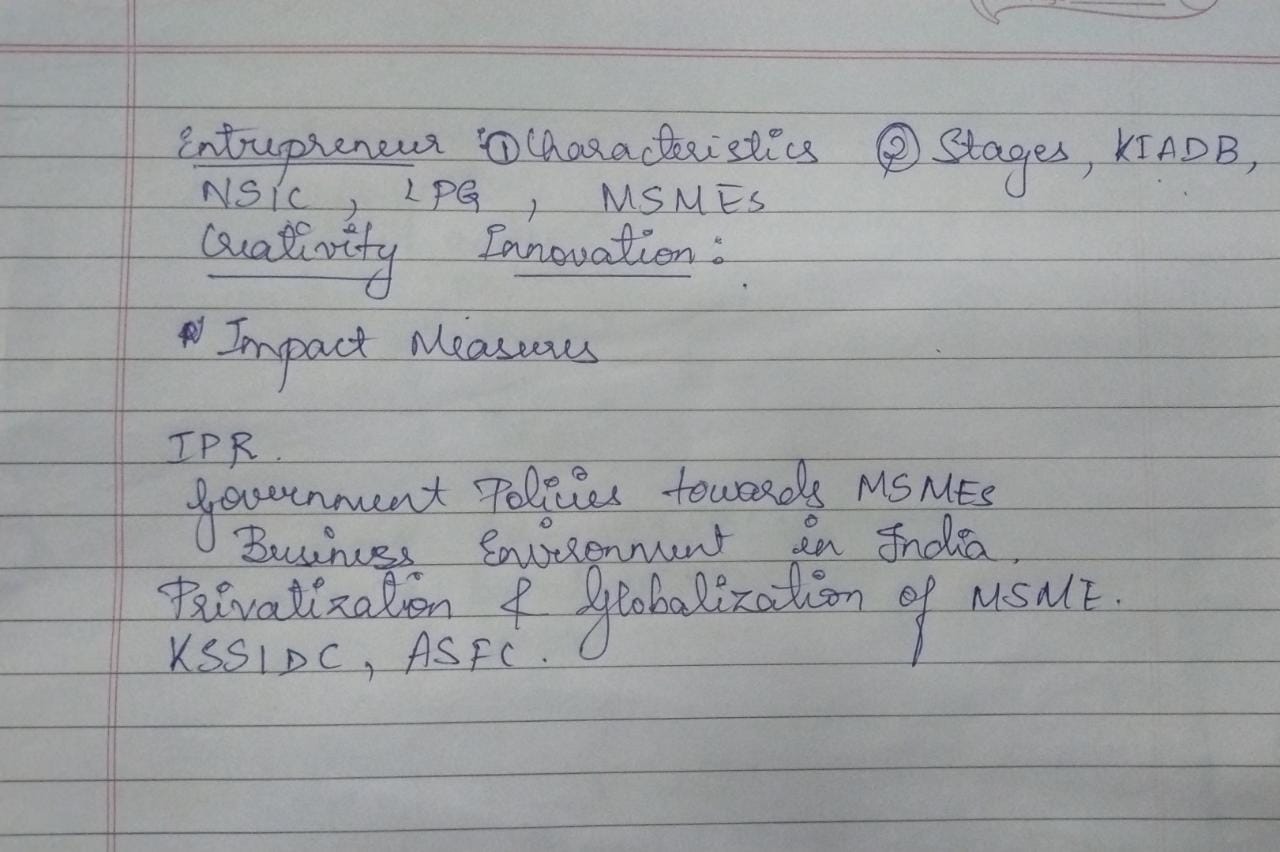 Entrepreneur ① Characteristics ② Stages, KIADB,
NSIC, LPG, MSMEs
Creativity Innovation:
Impact Measures
IPR.
Government Policies towards MSMEs
Business Environment in India.
Privatization & Globalization of MSME.
KSSIDC, ASFC.